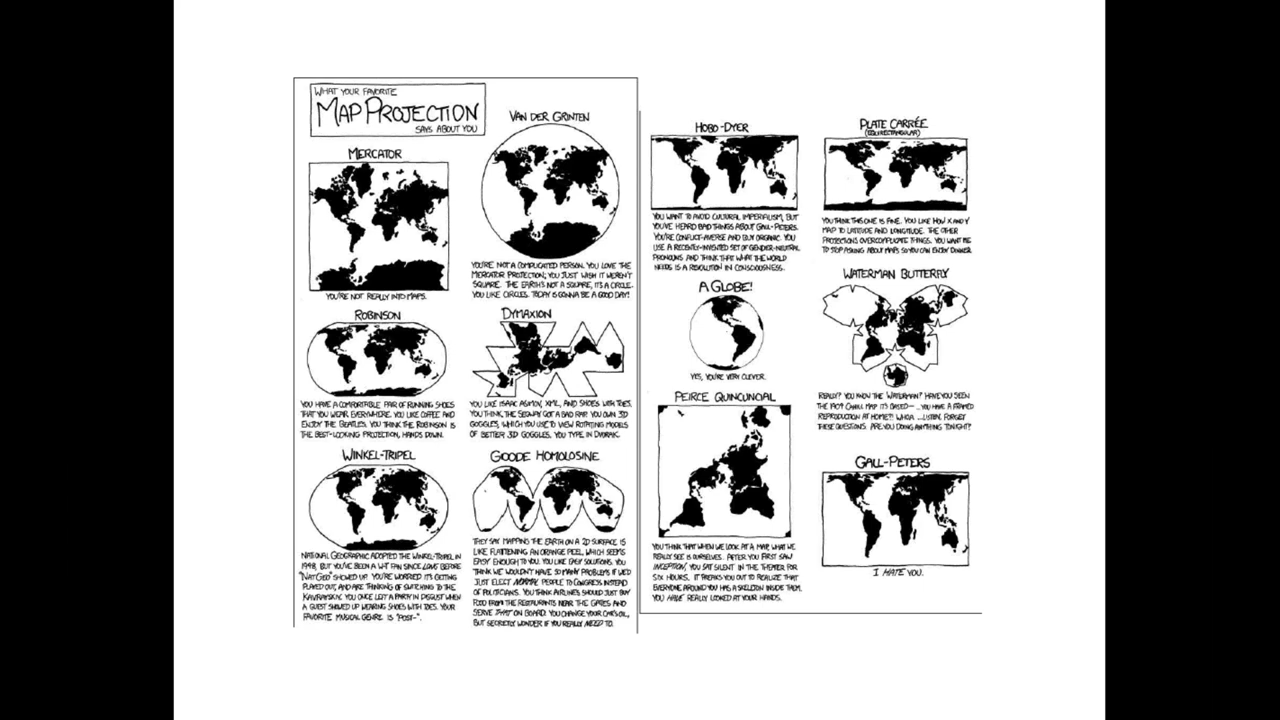 WHAT YOUR FAVORITE
MAP PROJECTION
SAYS ABOUT YOU
MERCATOR
YOU'RE NOT REALLY INTO MAPS.
VAN DER GRINTEN
YOU'RE NOT A COMPLICATED PERSON. YOU LOVE THE
MERCATOR PROJECTION; YOU JUST WISH IT WEREN'T
SQUARE. THE EARTH'S NOT A SQUARE, IT'S A CIRCLE.
YOU LIKE CIRCLES. TODAY IS GONNA BE A GOOD DAY!
ROBINSON
YOU HAVE A COMFORTABLE PAIR OF RUNNING SHOES
THAT YOU WEAR EVERYWHERE. YOU LIKE COFFEE AND
ENJOY THE BEATLES. YOU THINK THE ROBINSON IS
THE BEST-LOOKING PROJECTION, HANDS DOWN.
DYMAXION
YOU LIKE ISAAC ASIMOV, XML, AND SHOES WITH TOES.
YOU THINK THE SEGWAY GOT A BAD RAP. YOU OWN 3D
GOGGLES, WHICH YOU USE TO VIEW ROTATING MODELS
OF BETTER 3D GOGGLES. YOU TYPE IN DVORAK.
WINKEL-TRIPEL
NATIONAL GEOGRAPHIC ADOPTED THE WINKEL-TRIPEL IN
1998, BUT YOU'VE BEEN A W-T FAN SINCE LONG BEFORE
"NAT GEO" SHOWED UP. YOU'RE WORRIED IT'S GETTING
PLAYED OUT, AND ARE THINKING OF SWITCHING TO THE
KAVRAYSKIY. YOU ONCE LEFT A PARTY IN DISGUST WHEN
A GUEST SHOWED UP WEARING SHOES WITH TOES. YOUR
FAVORITE MUSICAL GENRE IS "POST–".
GOODE HOMOLOSINE
THEY SAY MAPPING THE EARTH ON A 2D SURFACE IS
LIKE FLATTENING AN ORANGE PEEL, WHICH SEEMS
EASY ENOUGH TO YOU. YOU LIKE EASY SOLUTIONS. YOU
THINK WE WOULDN'T HAVE SO MANY PROBLEMS IF WE'D
JUST ELECT NORMAL PEOPLE TO CONGRESS INSTEAD
OF POLITICIANS. YOU THINK AIRLINES SHOULD JUST BUY
FOOD FROM THE RESTAURANTS NEAR THE GATES AND
SERVE THAT ON BOARD. YOU CHANGE YOUR CAR'S OIL,
BUT SECRETLY WONDER IF YOU REALLY NEED TO.
HOBO-DYER
YOU WANT TO AVOID CULTURAL IMPERIALISM, BUT
YOU'VE HEARD BAD THINGS ABOUT GALL-PETERS.
YOU'RE CONFLICT-AVERSE AND BUY ORGANIC. YOU
USE A RECENTLY-INVENTED SET OF GENDER-NEUTRAL
PRONOUNS AND THINK THAT WHAT THE WORLD
NEEDS IS A REVOLUTION IN CONSCIOUSNESS.
PLATE CARRÉE
(EQUIRECTANGULAR)
YOU THINK THIS ONE IS FINE. YOU LIKE HOW X AND Y
MAP TO LATITUDE AND LONGITUDE. THE OTHER
PROJECTIONS OVERCOMPLICATE THINGS. YOU WANT ME
TO STOP ASKING ABOUT MAPS SO YOU CAN ENJOY DINNER.
A GLOBE!
YES, YOU'RE VERY CLEVER.
WATERMAN BUTTERFLY
REALLY? YOU KNOW THE WATERMAN? HAVE YOU SEEN
THE 1909 CAHILL MAP IT'S BASED— ...YOU HAVE A FRAMED
REPRODUCTION AT HOME?! WHOA. ...LISTEN, FORGET
THESE QUESTIONS. ARE YOU DOING ANYTHING TONIGHT?
PEIRCE QUINCUNCIAL
YOU THINK THAT WHEN WE LOOK AT A MAP, WHAT WE
REALLY SEE IS OURSELVES. AFTER YOU FIRST SAW
INCEPTION, YOU SAT SILENT IN THE THEATER FOR
SIX HOURS. IT FREAKS YOU OUT TO REALIZE THAT
EVERYONE AROUND YOU HAS A SKELETON INSIDE THEM.
YOU HAVE REALLY LOOKED AT YOUR HANDS.
GALL-PETERS
I HATE YOU.